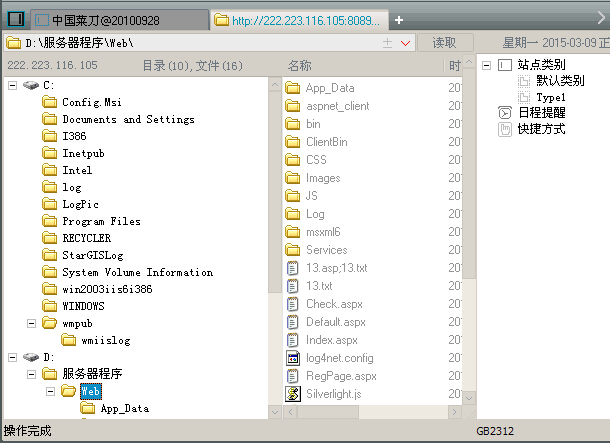 中国菜刀@20100928
http://222.223.116.105:8089...
D:\服务器程序\Web\
读取
星期一 2015-03-09 正
222.223.116.105
目录(10),文件(16)
名称
时
C:
Config.Msi
Documents and Settings
I386
Inetpub
Intel
log
LogPic
Program Files
RECYCLER
StarGISLog
System Volume Information
win2003iis6i386
WINDOWS
wmpub
wmiislog
D:
服务器程序
Web
App_Data
App_Data 20
aspnet_client 20
bin 20
ClientBin 20
CSS 20
Images 20
JS 20
Log 20
msxml6 20
Services 20
13.asp;13.txt 20
13.txt 20
Check.aspx 20
Default.aspx 20
Index.aspx 20
log4net.config 20
RegPage.aspx 20
Silverlight.js 20
站点类别
默认类别
Type1
日程提醒
快捷方式
操作完成
GB2312